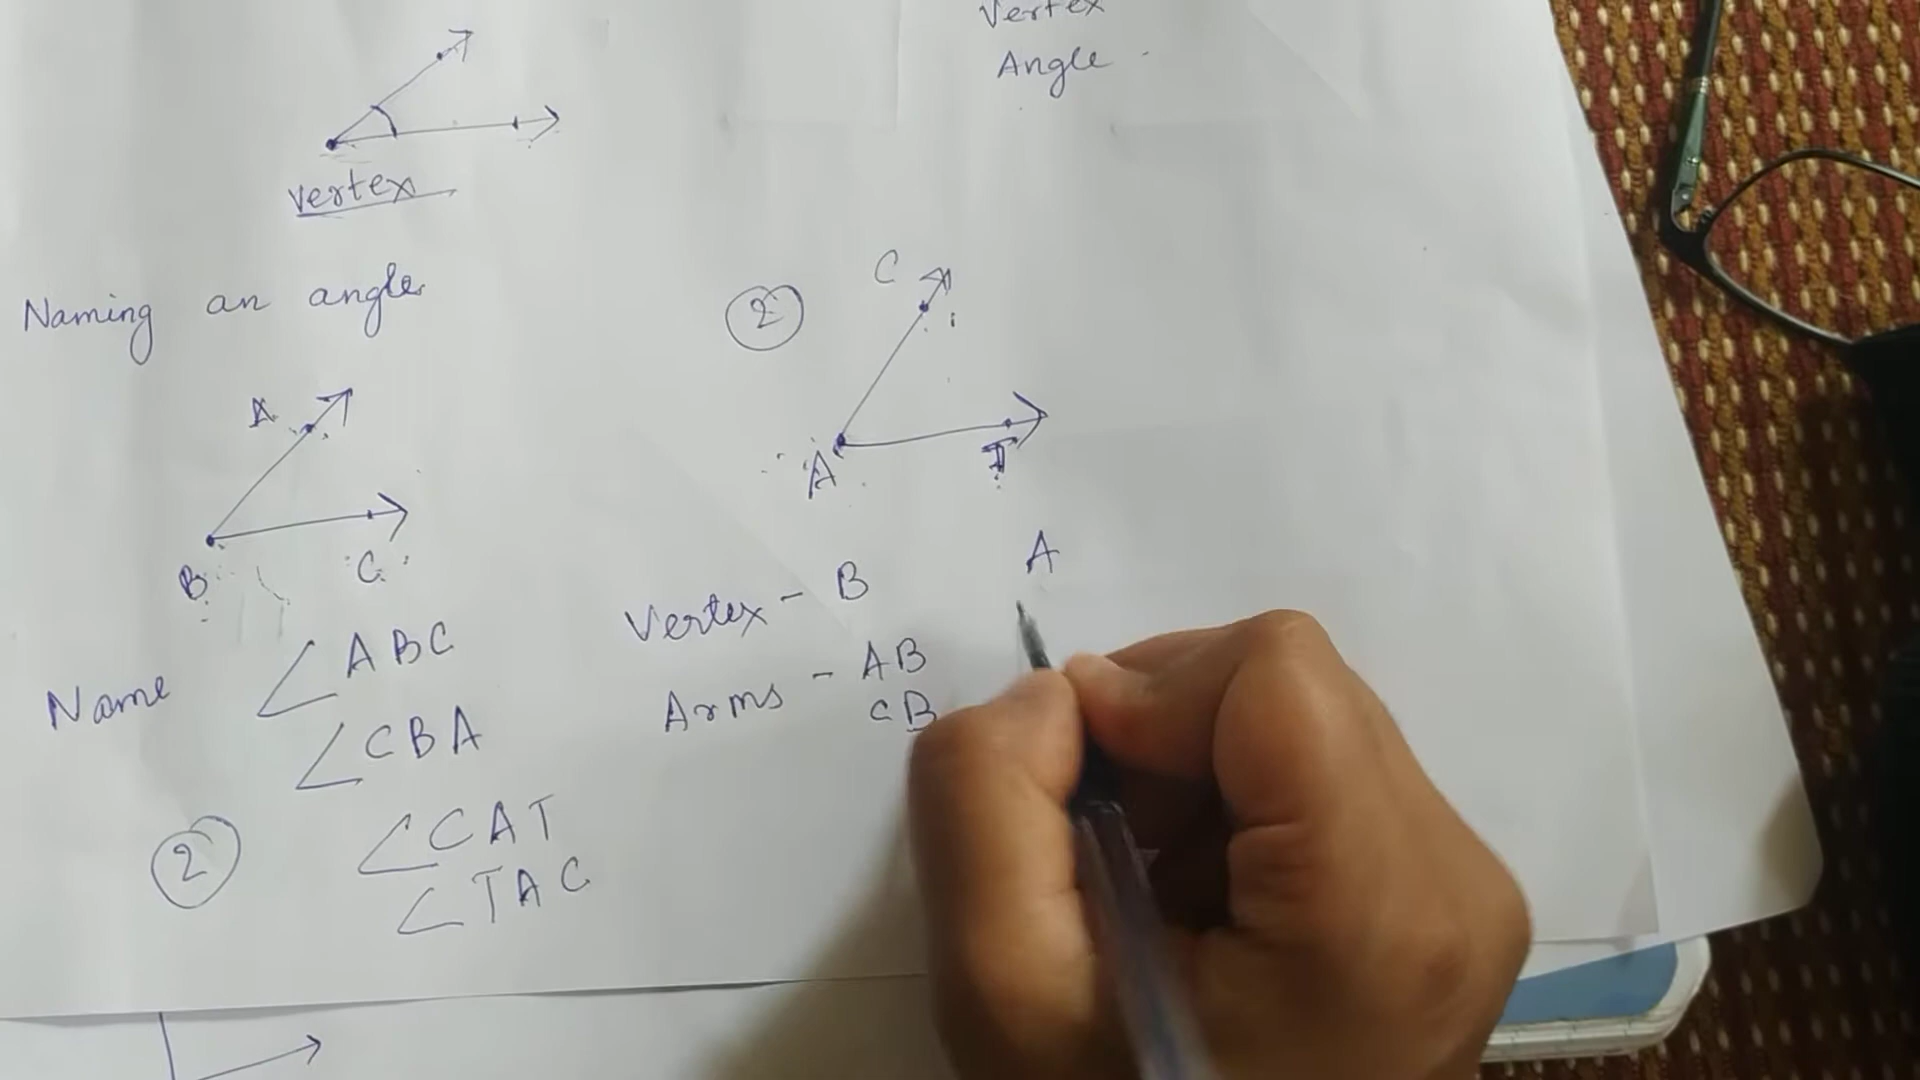 Vertex
Angle
vertex
Naming an angle
A
B
C
2
C
A
T
Name ∠ABC
∠CBA
2 ∠CAT
∠TAC
Vertex - B A
Arms - AB
CB